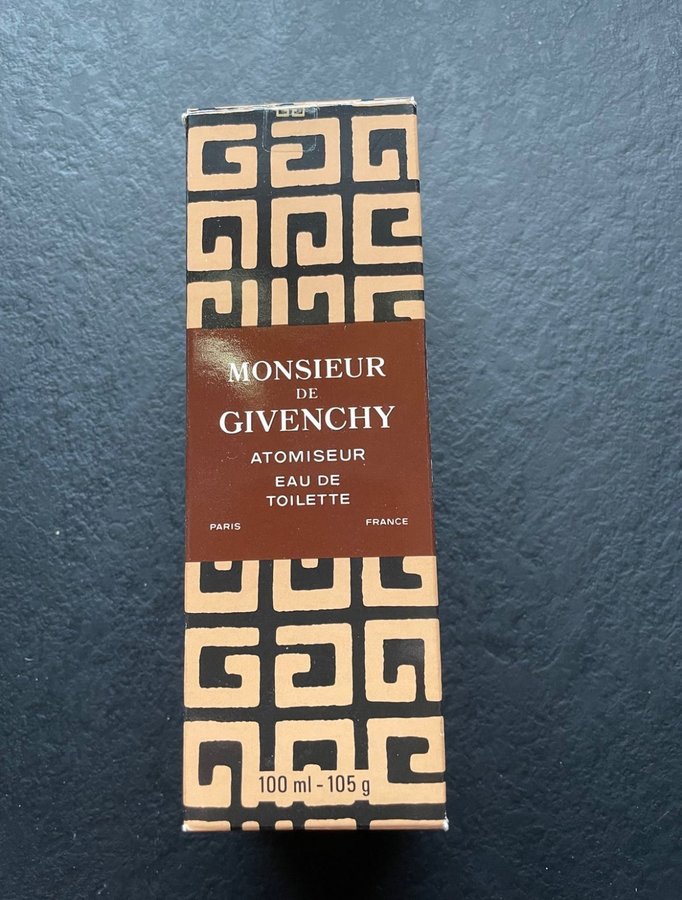 MONSIEUR
DE
GIVENCHY
ATOMISEUR
EAU DE
TOILETTE
PARIS FRANCE
100 ml - 105 g